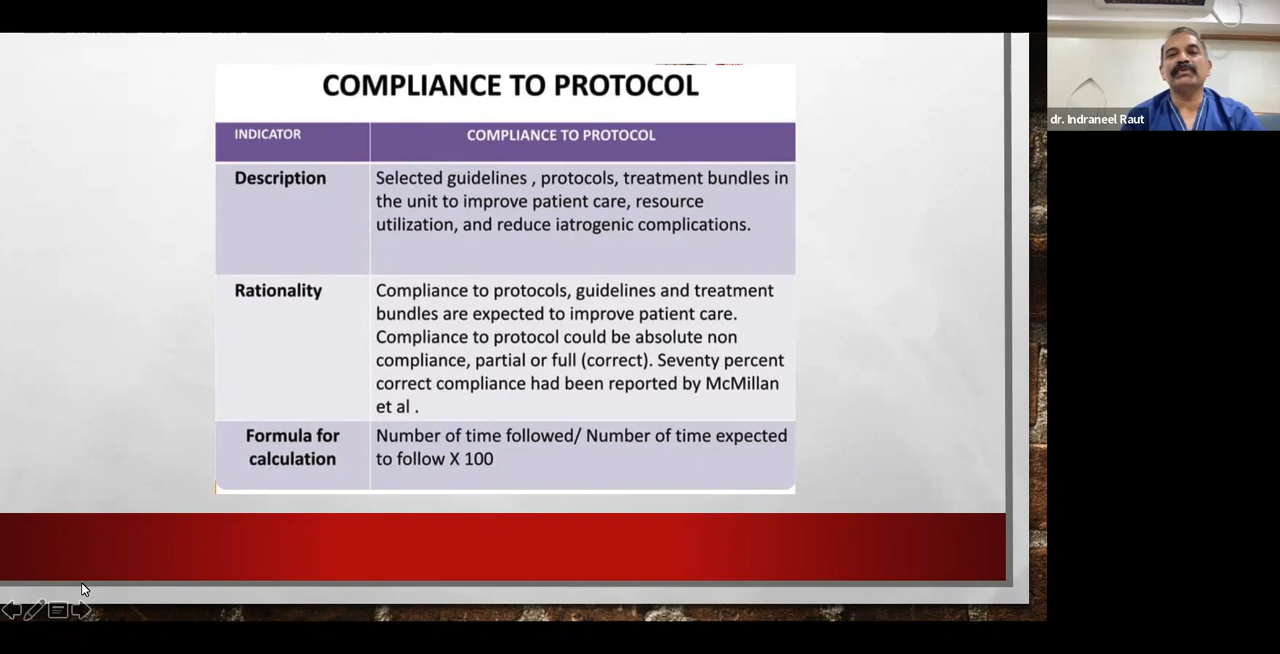 COMPLIANCE TO PROTOCOL
INDICATOR
COMPLIANCE TO PROTOCOL
Description
Selected guidelines , protocols, treatment bundles in
the unit to improve patient care, resource
utilization, and reduce iatrogenic complications.
Rationality
Compliance to protocols, guidelines and treatment
bundles are expected to improve patient care.
Compliance to protocol could be absolute non
compliance, partial or full (correct). Seventy percent
correct compliance had been reported by McMillan
et al .
Formula for
calculation
Number of time followed/ Number of time expected
to follow X 100
dr. Indraneel Raut